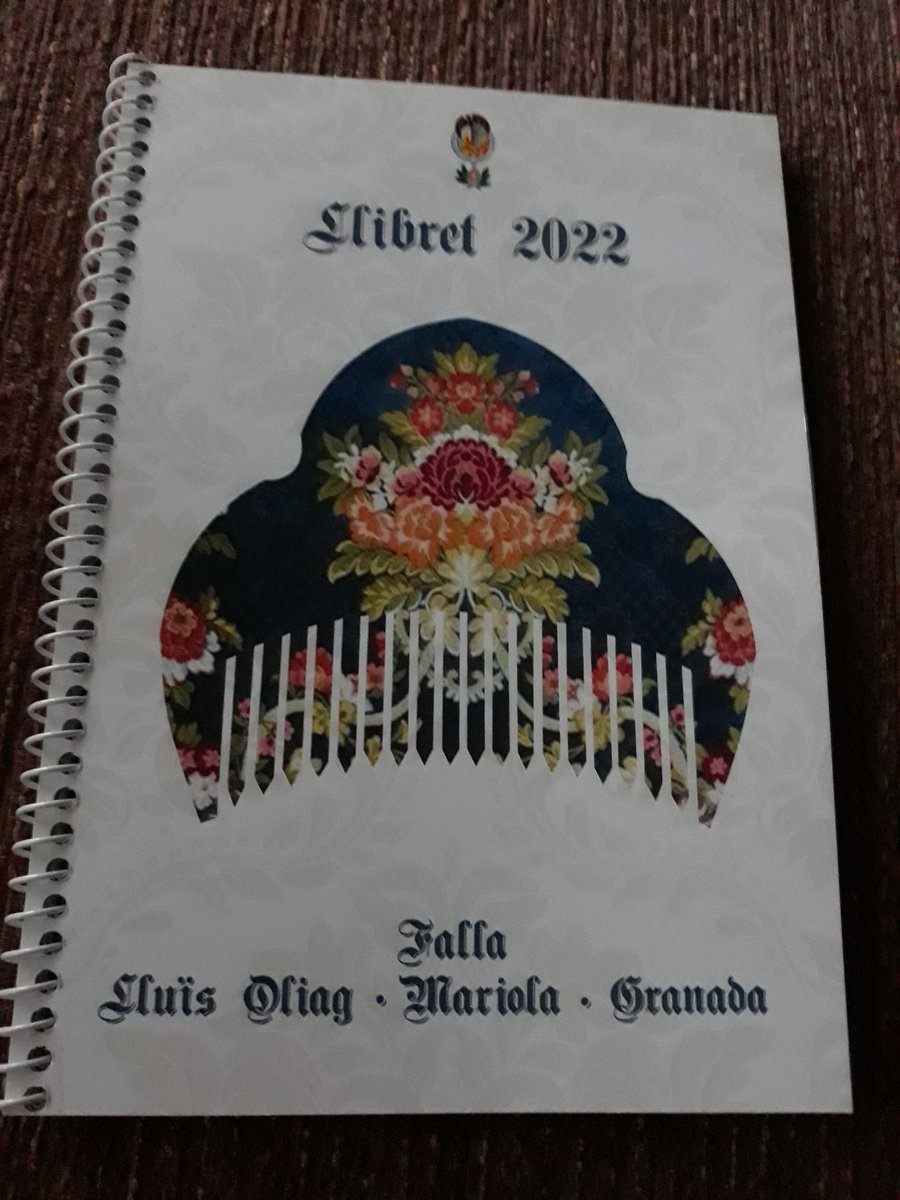 Llibret 2022
Falla
Lluïs Oliag · Mariola · Granada